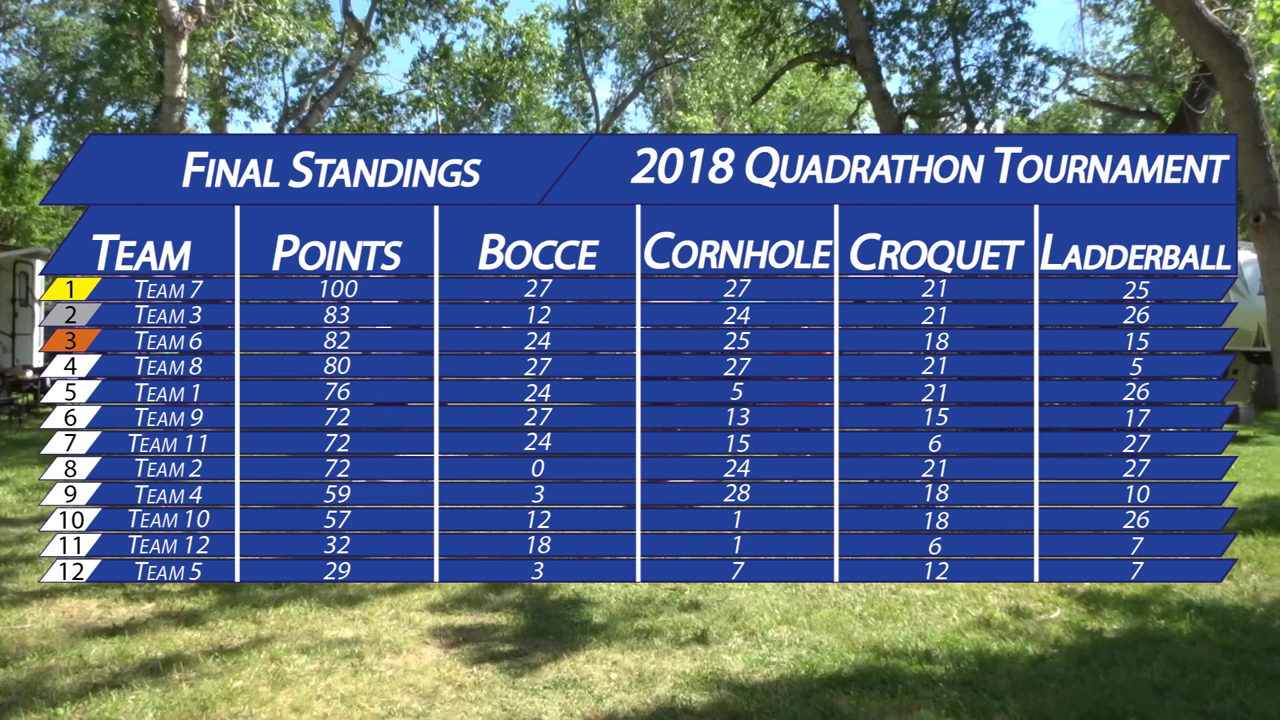 Final Standings 2018 Quadrathon Tournament
Team Points Bocce Cornhole Croquet Ladderball
1 Team 7 100 27 27 21 25
2 Team 3 83 12 24 21 26
3 Team 6 82 24 25 18 15
4 Team 8 80 27 27 21 5
5 Team 1 76 24 5 21 26
6 Team 9 72 27 13 15 17
7 Team 11 72 24 15 6 27
8 Team 2 72 0 24 21 27
9 Team 4 59 3 28 18 10
10 Team 10 57 12 1 18 26
11 Team 12 32 18 1 6 7
12 Team 5 29 3 7 12 7